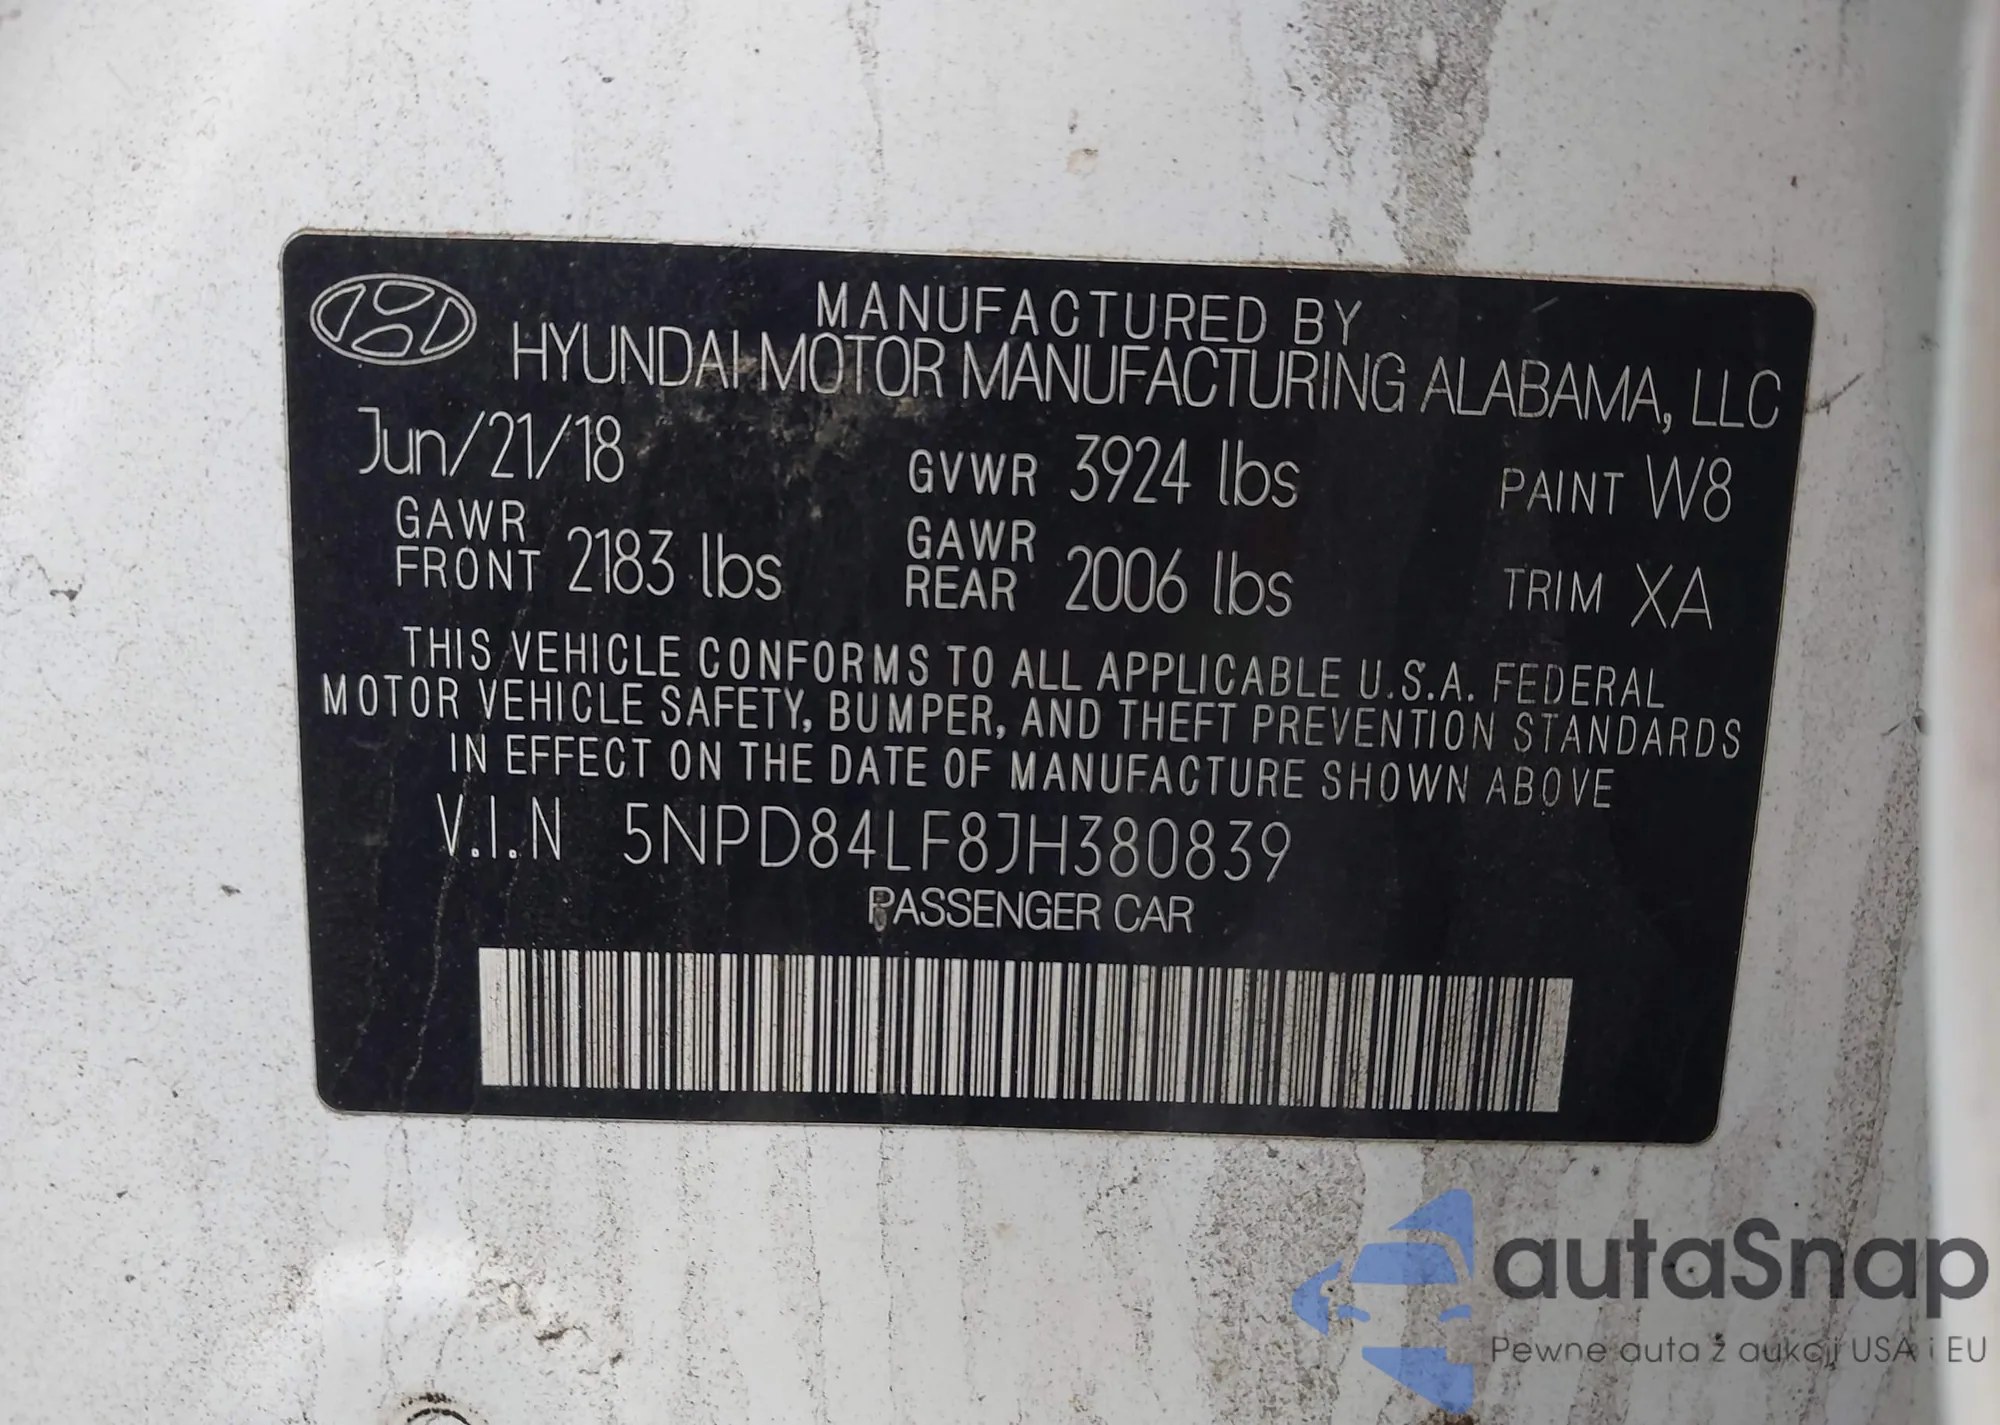 MANUFACTURED BY
HYUNDAI MOTOR MANUFACTURING ALABAMA, LLC
Jun/21/18 GVWR 3924 lbs PAINT W8
GAWR FRONT 2183 lbs GAWR REAR 2006 lbs TRIM XA
THIS VEHICLE CONFORMS TO ALL APPLICABLE U.S.A. FEDERAL
MOTOR VEHICLE SAFETY, BUMPER, AND THEFT PREVENTION STANDARDS
IN EFFECT ON THE DATE OF MANUFACTURE SHOWN ABOVE
V.I.N 5NPD84LF8JH380839
PASSENGER CAR
autaSnap
Pewne auta z aukcji USA i EU